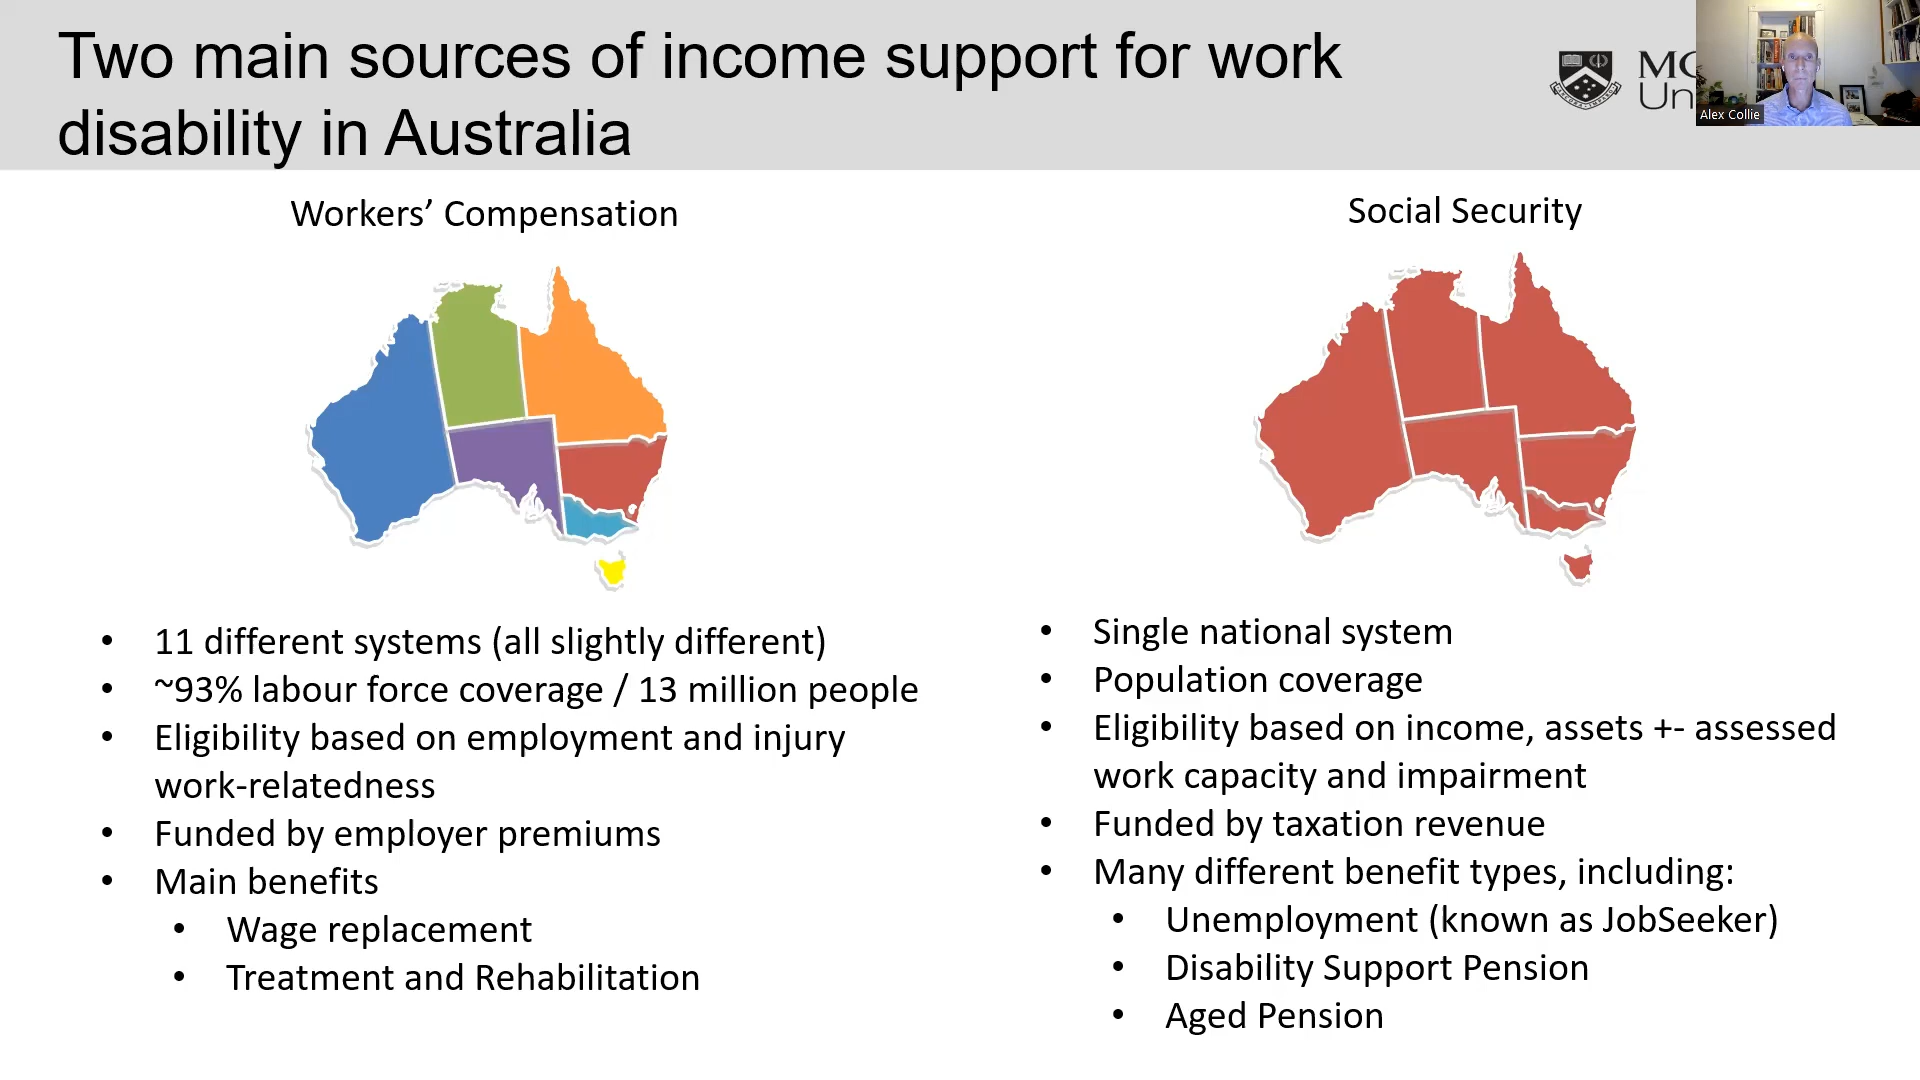 Two main sources of income support for work
disability in Australia
Un
Alex Collie
Workers’ Compensation
11 different systems (all slightly different)
~93% labour force coverage / 13 million people
Eligibility based on employment and injury
work-relatedness
Funded by employer premiums
Main benefits
Wage replacement
Treatment and Rehabilitation
Social Security
Single national system
Population coverage
Eligibility based on income, assets +- assessed
work capacity and impairment
Funded by taxation revenue
Many different benefit types, including:
Unemployment (known as JobSeeker)
Disability Support Pension
Aged Pension